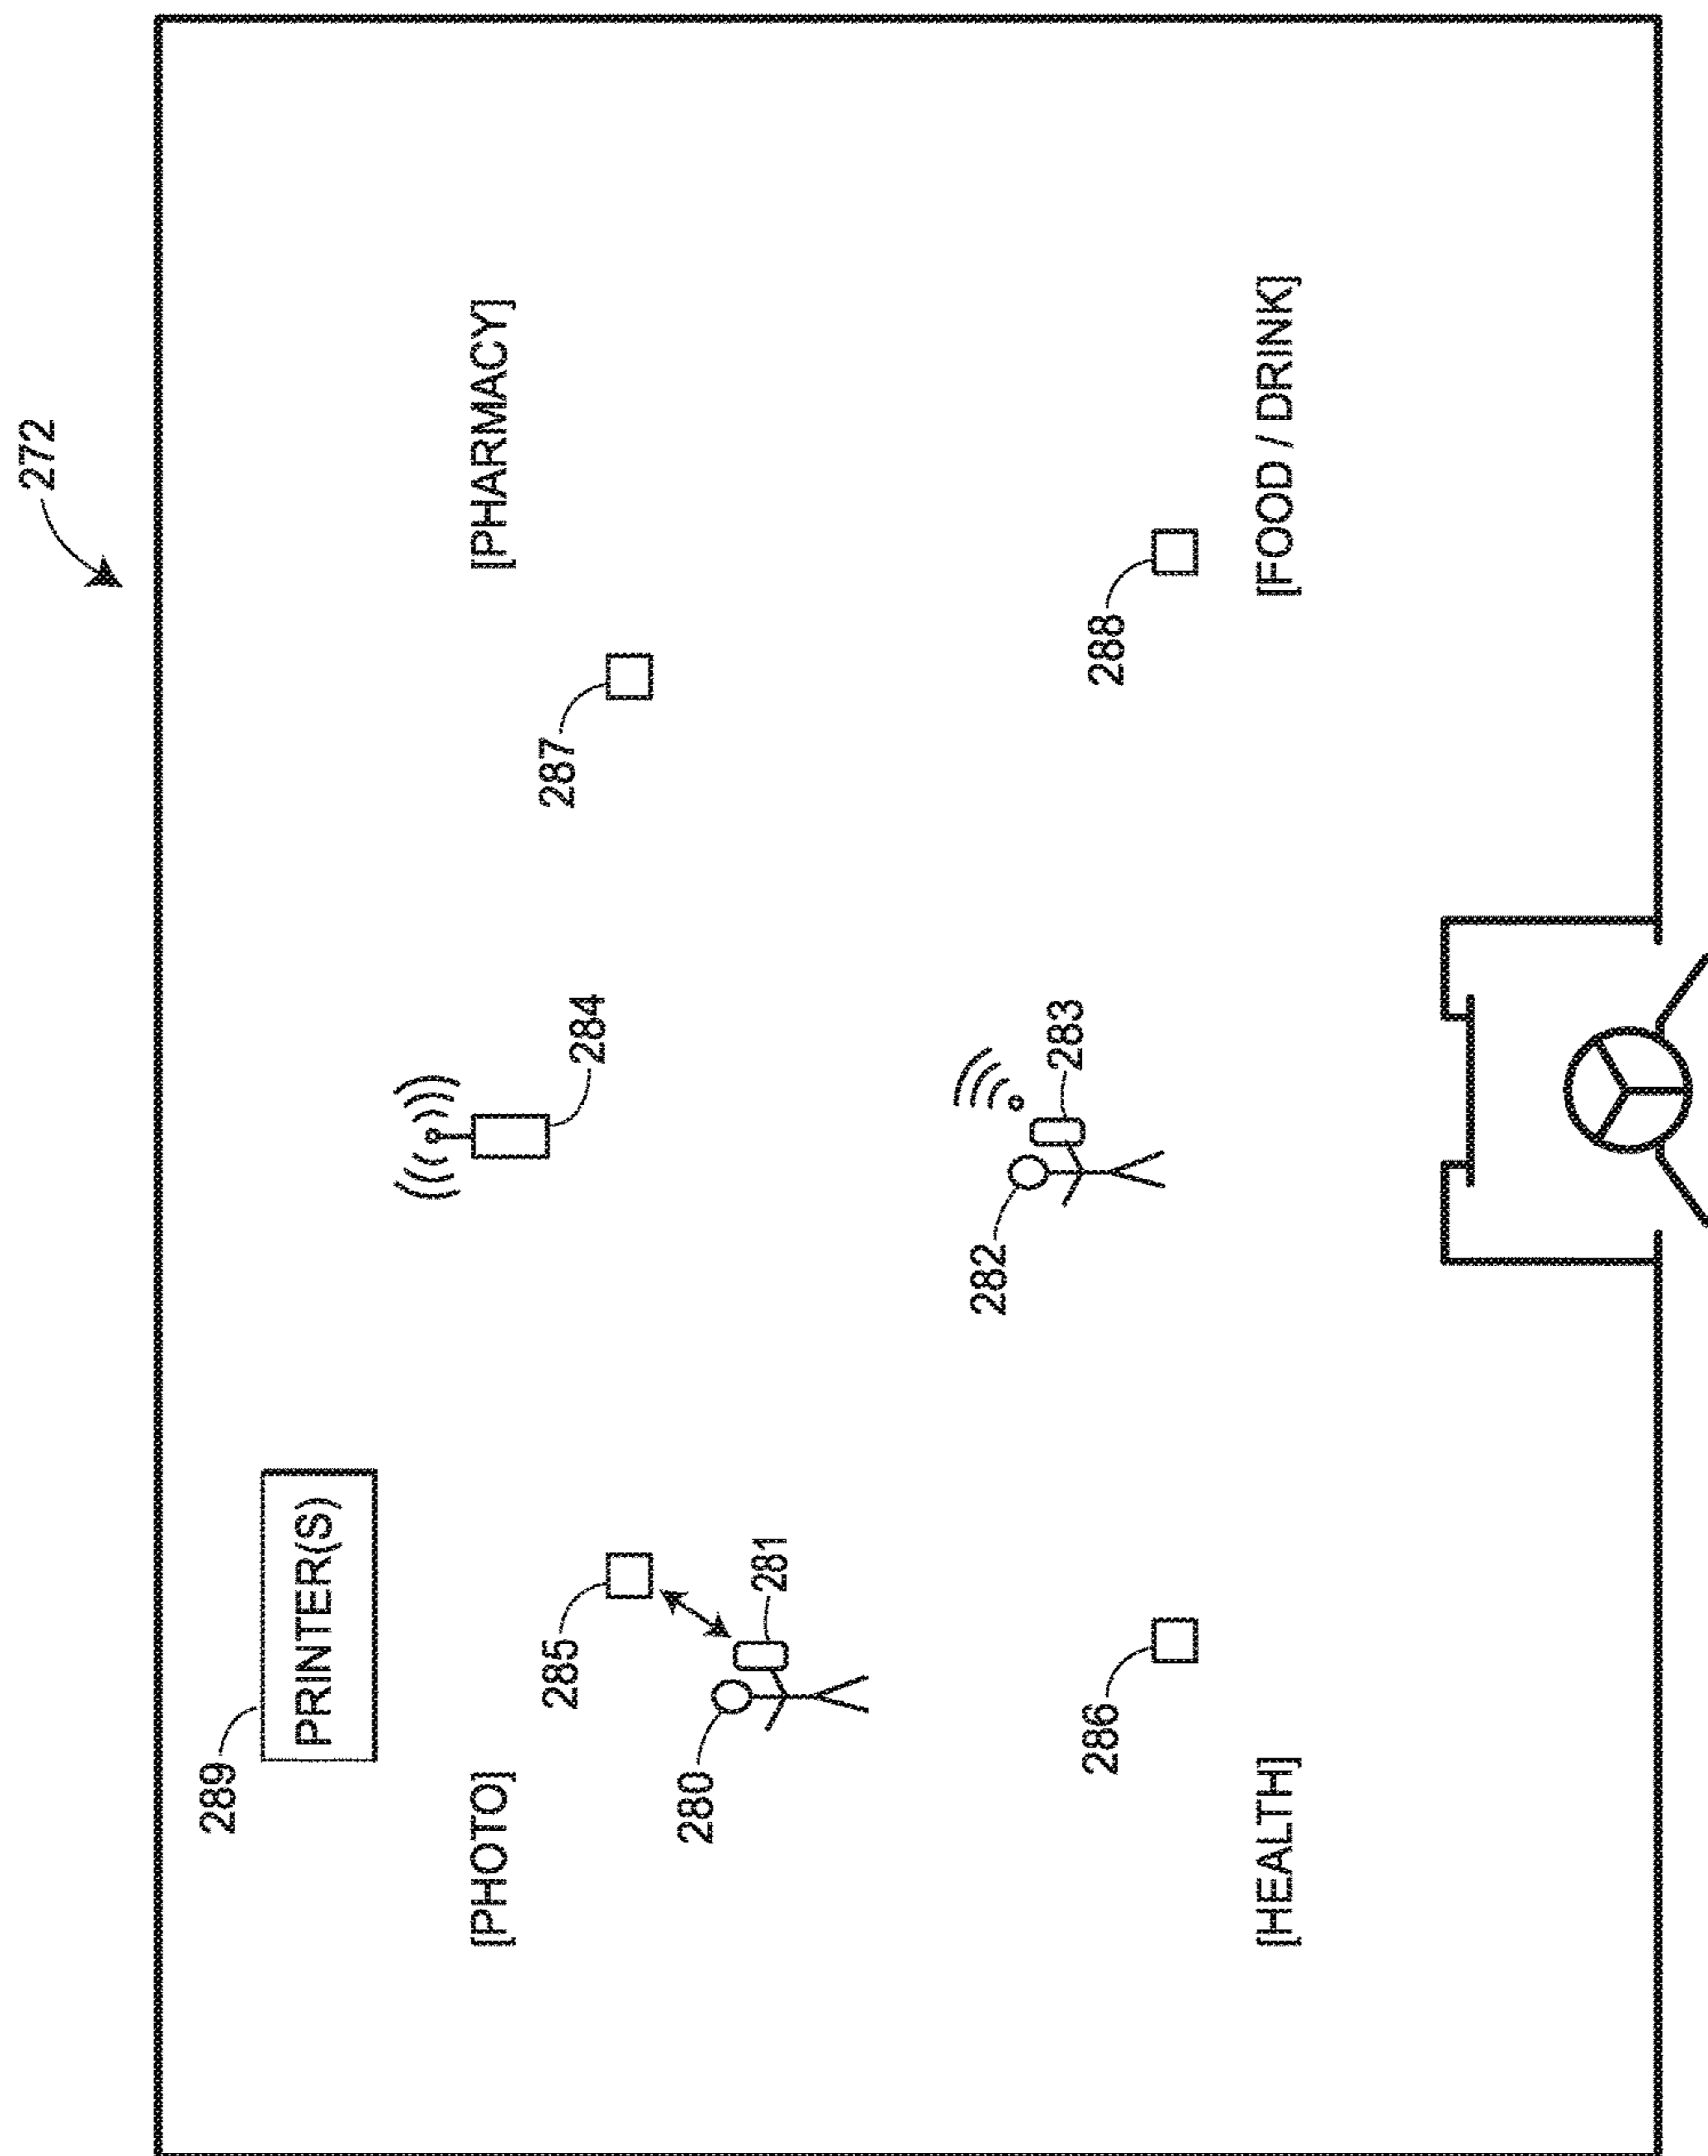 272
289
PRINTER(S)
[PHOTO]
[PHARMACY]
285
287
284
280
281
282
283
286
288
[HEALTH]
[FOOD / DRINK]